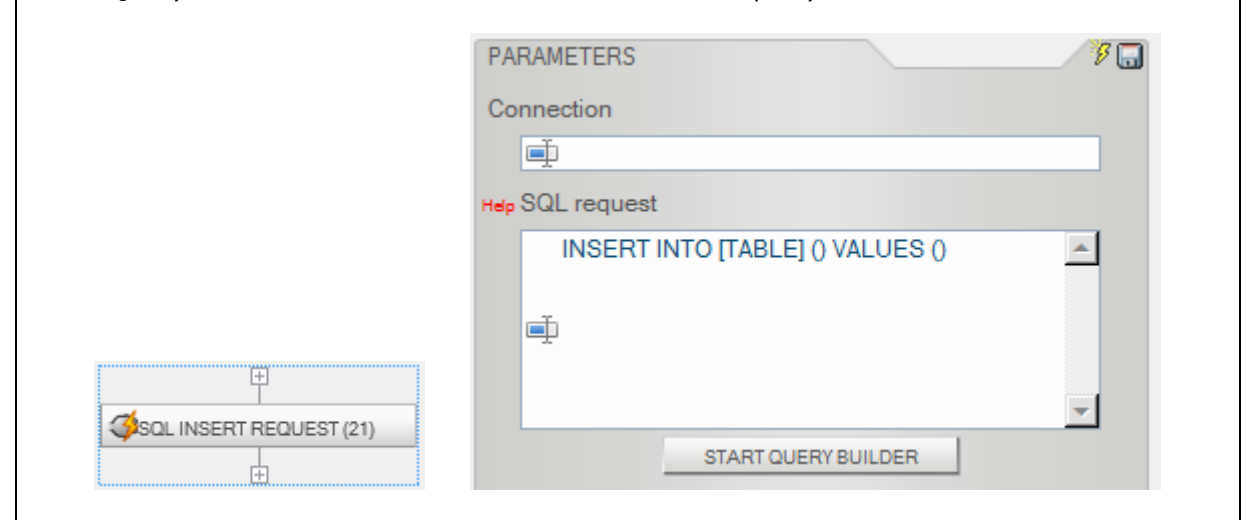 PARAMETERS
Connection
Help SQL request
INSERT INTO [TABLE] () VALUES ()
SQL INSERT REQUEST (21)
START QUERY BUILDER